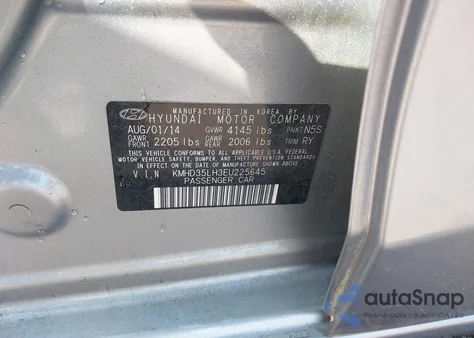 MANUFACTURED IN KOREA BY
HYUNDAI MOTOR COMPANY
AUG/01/14 GVWR 4145 lbs PAINT N5S
GAWR FRONT 2205 lbs GAWR REAR 2006 lbs TRIM RY
THIS VEHICLE CONFORMS TO ALL APPLICABLE U.S. FEDERAL
MOTOR VEHICLE SAFETY, BUMPER, AND THEFT PREVENTION STANDARDS
IN EFFECT ON THE DATE OF MANUFACTURE SHOWN ABOVE.
V.I.N KMHD35LH3EU225645
PASSENGER CAR
autoSnap